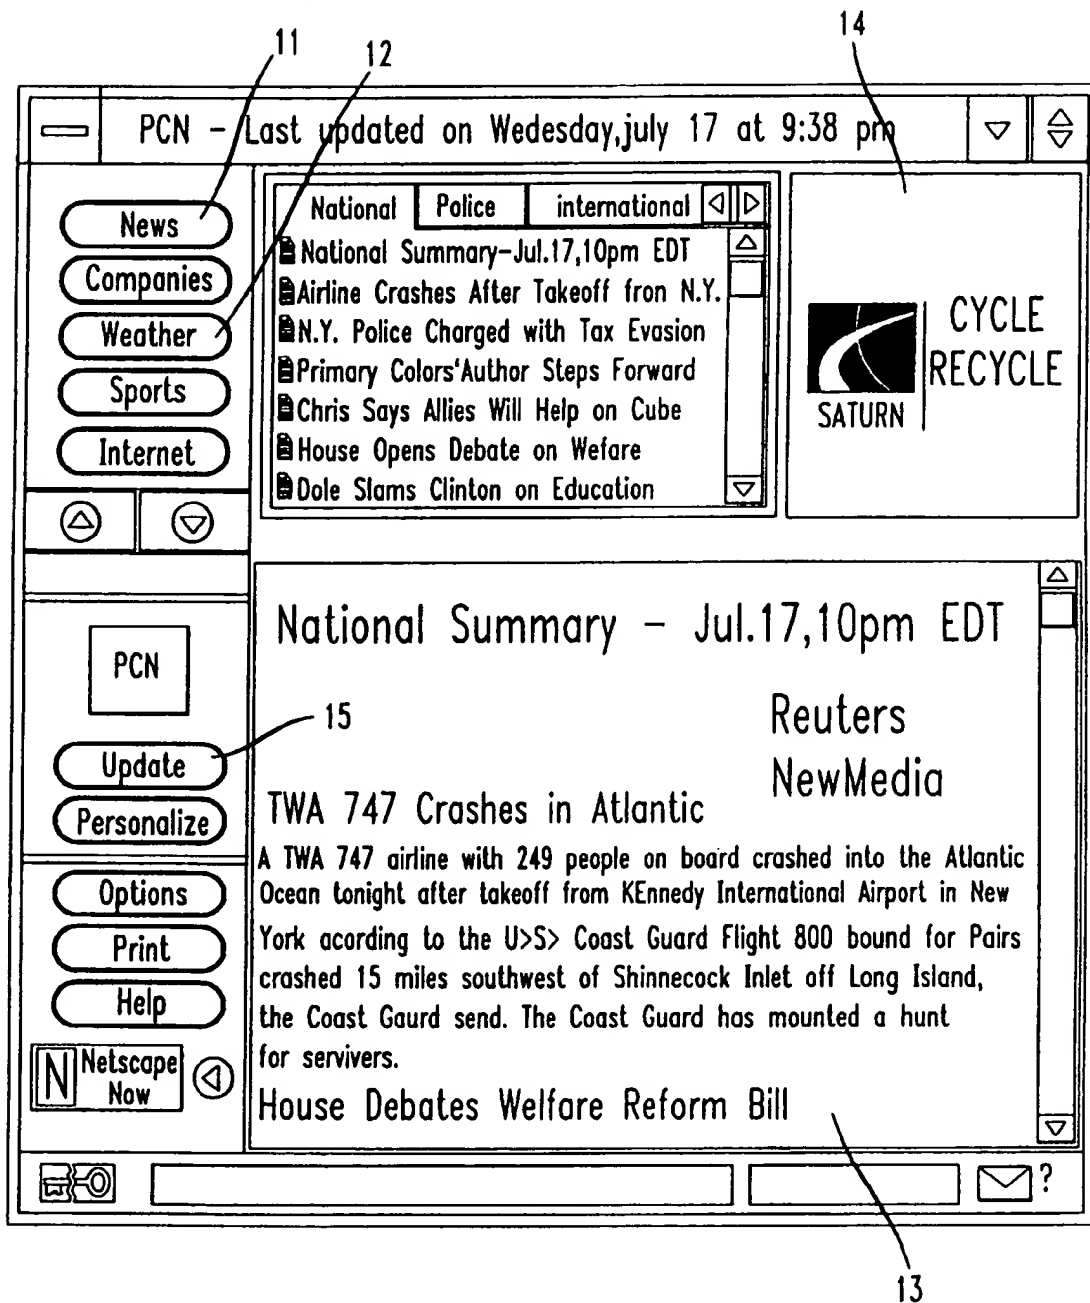 11
12
14
PCN - Last updated on Wedesday,july 17 at 9:38 pm
News
Companies
Weather
Sports
Internet
National Police international
National Summary-Jul.17,10pm EDT
Airline Crashes After Takeoff fron N.Y.
N.Y. Police Charged with Tax Evasion
Primary Colors'Author Steps Forward
Chris Says Allies Will Help on Cube
House Opens Debate on Wefare
Dole Slams Clinton on Education
SATURN
CYCLE
RECYCLE
PCN
15
Update
Personalize
Options
Print
Help
N Netscape
Now
National Summary - Jul.17,10pm EDT
Reuters
NewMedia
TWA 747 Crashes in Atlantic
A TWA 747 airline with 249 people on board crashed into the Atlantic
Ocean tonight after takeoff from KEnnedy International Airport in New
York acording to the U>S> Coast Guard Flight 800 bound for Pairs
crashed 15 miles southwest of Shinnecock Inlet off Long Island,
the Coast Gaurd send. The Coast Guard has mounted a hunt
for servivers.
House Debates Welfare Reform Bill
?
13